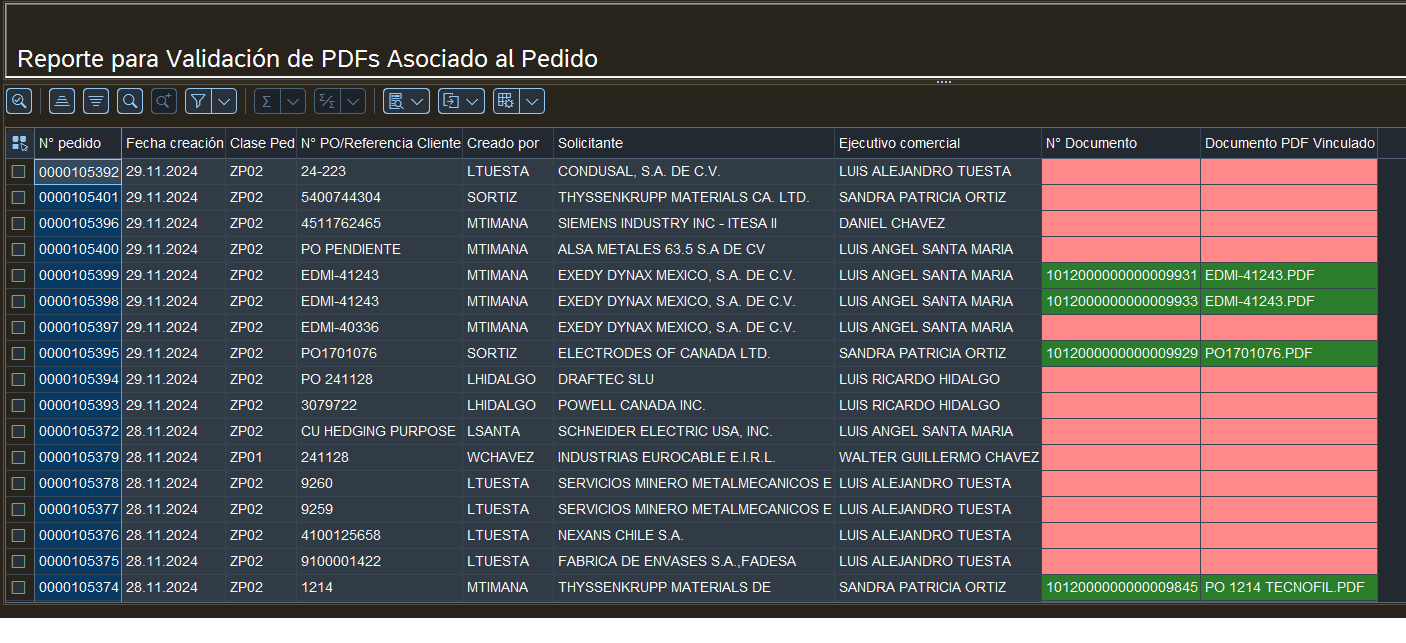 Reporte para Validación de PDFs Asociado al Pedido
N° pedido Fecha creación Clase Ped N° PO/Referencia Cliente Creado por Solicitante Ejecutivo comercial N° Documento Documento PDF Vinculado
0000105392 29.11.2024 ZP02 24-223 LTUESTA CONDUSAL, S.A. DE C.V. LUIS ALEJANDRO TUESTA
0000105401 29.11.2024 ZP02 5400744304 SORTIZ THYSSENKRUPP MATERIALS CA. LTD. SANDRA PATRICIA ORTIZ
0000105396 29.11.2024 ZP02 4511762465 MTIMANA SIEMENS INDUSTRY INC - ITESA II DANIEL CHAVEZ
0000105400 29.11.2024 ZP02 PO PENDIENTE MTIMANA ALSA METALES 63.5 S.A DE CV LUIS ANGEL SANTA MARIA
0000105399 29.11.2024 ZP02 EDMI-41243 MTIMANA EXEDY DYNAX MEXICO, S.A. DE C.V. LUIS ANGEL SANTA MARIA 1012000000000009931 EDMI-41243.PDF
0000105398 29.11.2024 ZP02 EDMI-41243 MTIMANA EXEDY DYNAX MEXICO, S.A. DE C.V. LUIS ANGEL SANTA MARIA 1012000000000009933 EDMI-41243.PDF
0000105397 29.11.2024 ZP02 EDMI-40336 MTIMANA EXEDY DYNAX MEXICO, S.A. DE C.V. LUIS ANGEL SANTA MARIA
0000105395 29.11.2024 ZP02 PO1701076 SORTIZ ELECTRODES OF CANADA LTD. SANDRA PATRICIA ORTIZ 1012000000000009929 PO1701076.PDF
0000105394 29.11.2024 ZP02 PO 241128 LHIDALGO DRAFTEC SLU LUIS RICARDO HIDALGO
0000105393 29.11.2024 ZP02 3079722 LHIDALGO POWELL CANADA INC. LUIS RICARDO HIDALGO
0000105372 28.11.2024 ZP02 CU HEDGING PURPOSE LSANTA SCHNEIDER ELECTRIC USA, INC. LUIS ANGEL SANTA MARIA
0000105379 28.11.2024 ZP01 241128 WCHAVEZ INDUSTRIAS EUROCABLE E.I.R.L. WALTER GUILLERMO CHAVEZ
0000105378 28.11.2024 ZP02 9260 LTUESTA SERVICIOS MINERO METALMECANICOS E LUIS ALEJANDRO TUESTA
0000105377 28.11.2024 ZP02 9259 LTUESTA SERVICIOS MINERO METALMECANICOS E LUIS ALEJANDRO TUESTA
0000105376 28.11.2024 ZP02 4100125658 LTUESTA NEXANS CHILE S.A. LUIS ALEJANDRO TUESTA
0000105375 28.11.2024 ZP02 9100001422 LTUESTA FABRICA DE ENVASES S.A.,FADESA LUIS ALEJANDRO TUESTA
0000105374 28.11.2024 ZP02 1214 MTIMANA THYSSENKRUPP MATERIALS DE SANDRA PATRICIA ORTIZ 1012000000000009845 PO 1214 TECNOFIL.PDF